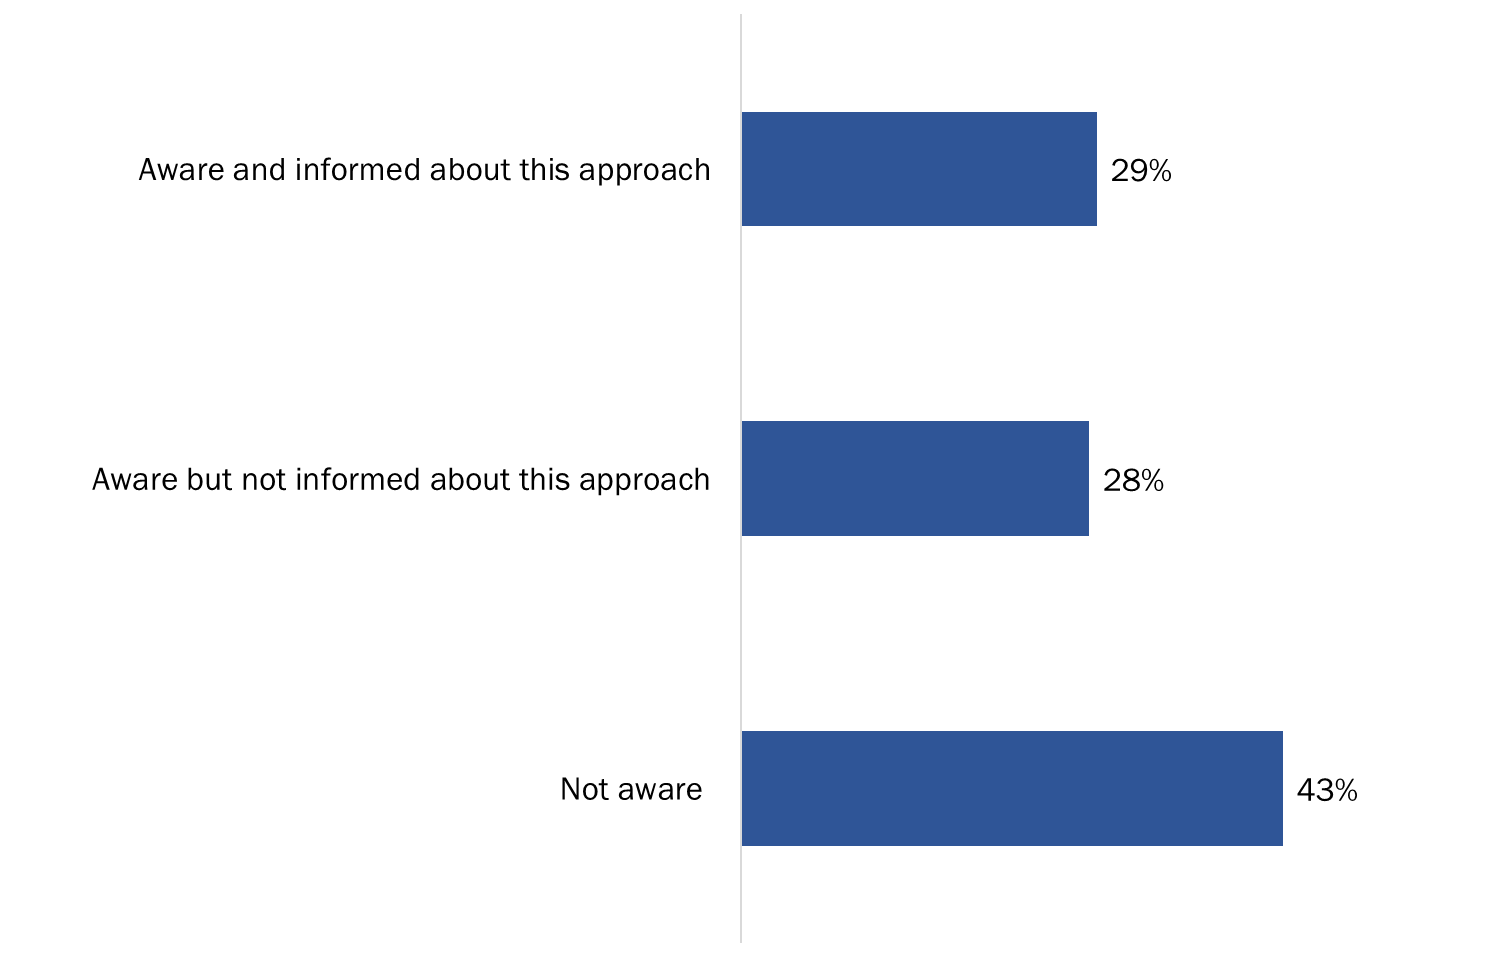 Aware and informed about this approach
29%
Aware but not informed about this approach
28%
Not aware
43%